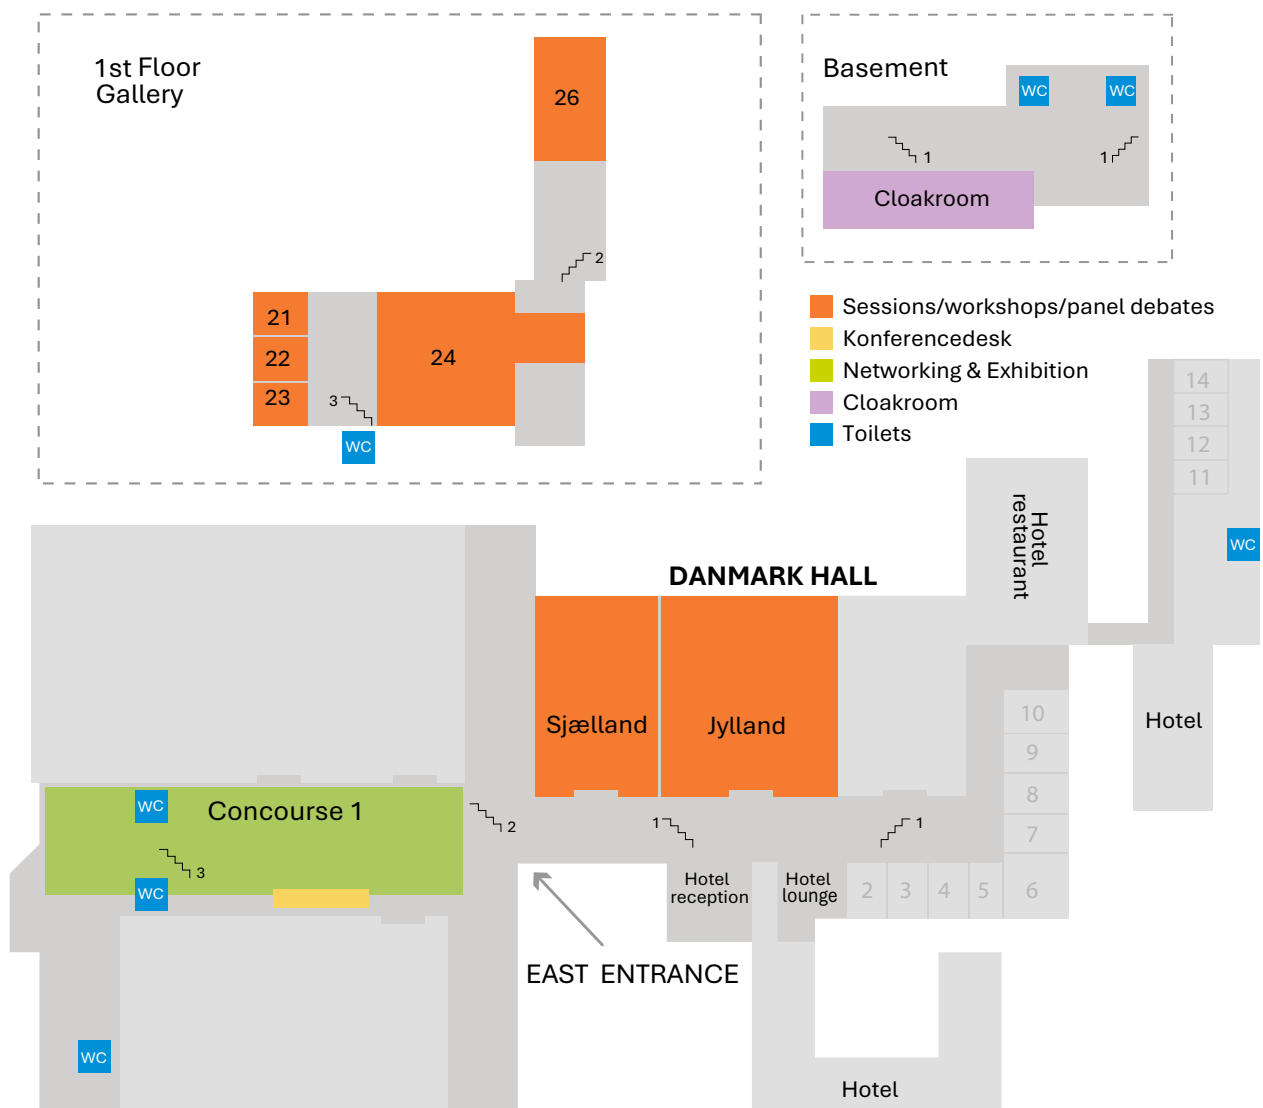 1st Floor
Gallery
26
2
21
22
23
24
3
WC
Basement
WC
WC
1
1
Cloakroom
Sessions/workshops/panel debates
Konferencedesk
Networking & Exhibition
Cloakroom
Toilets
14
13
12
11
WC
Hotel
restaurant
DANMARK HALL
Sjælland
Jylland
10
9
8
7
6
Hotel
WC
Concourse 1
3
WC
2
1
1
Hotel
reception
Hotel
lounge
2
3
4
5
EAST ENTRANCE
WC
Hotel